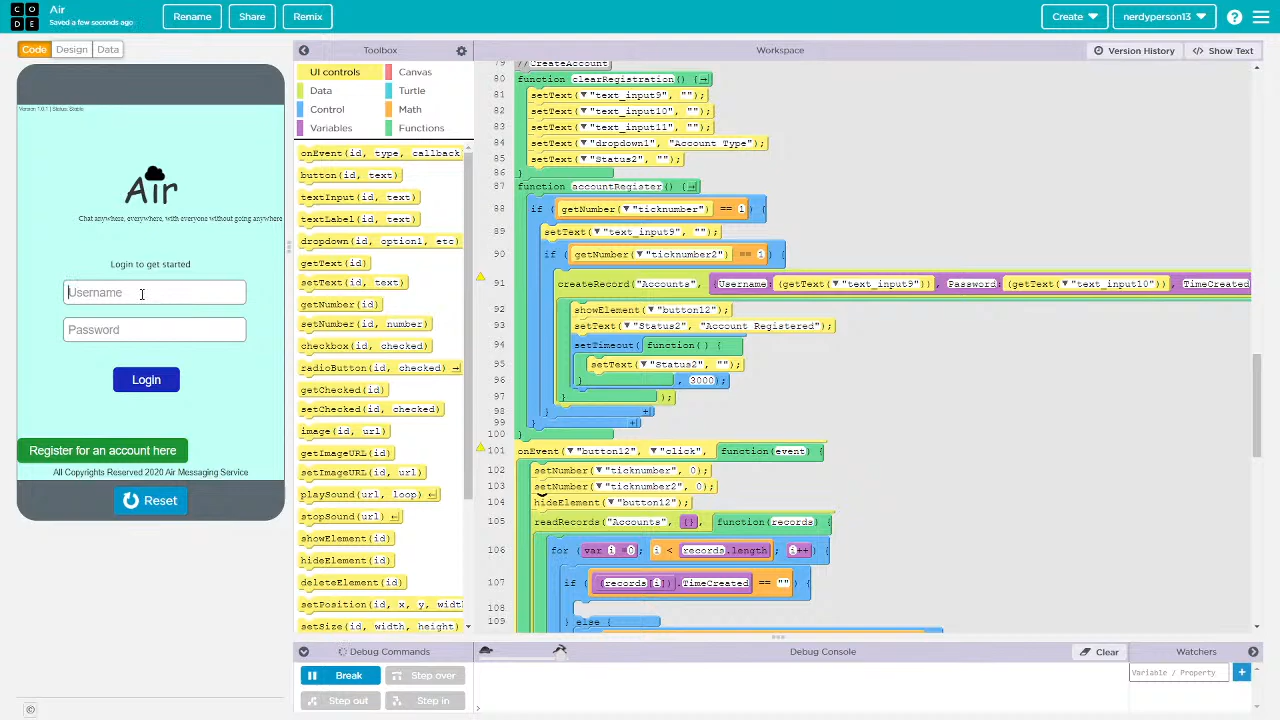 CODE
Air
Saved a few seconds ago
Rename
Share
Remix
Create
nerdyperson13
?
Code
Design
Data
Toolbox
Workspace
Version History
</> Show Text
Version 1.0.1 | Status: Stable
Air
Chat anywhere, everywhere, with everyone without going anywhere
Login to get started
Username
Password
Login
Register for an account here
All Copyrights Reserved 2020 Air Messaging Service
Reset
UI controls
Canvas
Data
Turtle
Control
Math
Variables
Functions
onEvent(id, type, callback
button(id, text)
textInput(id, text)
textLabel(id, text)
dropdown(id, option1, etc)
getText(id)
setText(id, text)
getNumber(id)
setNumber(id, number)
checkbox(id, checked)
radioButton(id, checked)
getChecked(id)
setChecked(id, checked)
image(id, url)
getImageURL(id)
setImageURL(id, url)
playSound(url, loop)
stopSound(url)
showElement(id)
hideElement(id)
deleteElement(id)
setPosition(id, x, y, width
setSize(id, width, height)
79 //CreateAccount
80 function clearRegistration() {
81 setText("text_input9", "");
82 setText("text_input10", "");
83 setText("text_input11", "");
84 setText("dropdown1", "Account Type");
85 setText("Status2", "");
86 }
87 function accountRegister() {
88 if (getNumber("ticknumber") == 1) {
89 setText("text_input9", "");
90 if (getNumber("ticknumber2") == 1) {
91 createRecord("Accounts", {Username: (getText("text_input9")), Password: (getText("text_input10")), TimeCreated
92 showElement("button12");
93 setText("Status2", "Account Registered");
94 setTimeout(function() {
95 setText("Status2", "");
96 }, 3000);
97 });
98 }
99 }
100 }
101 onEvent("button12", "click", function(event) {
102 setNumber("ticknumber", 0);
103 setNumber("ticknumber2", 0);
104 hideElement("button12");
105 readRecords("Accounts", {}, function(records) {
106 for (var i =0; i < records.length; i++) {
107 if ((records[i]).TimeCreated == "") {
108
109 } else {
Debug Commands
Debug Console
Clear
Watchers
Break
Step over
Step out
Step in
Variable / Property
+
>